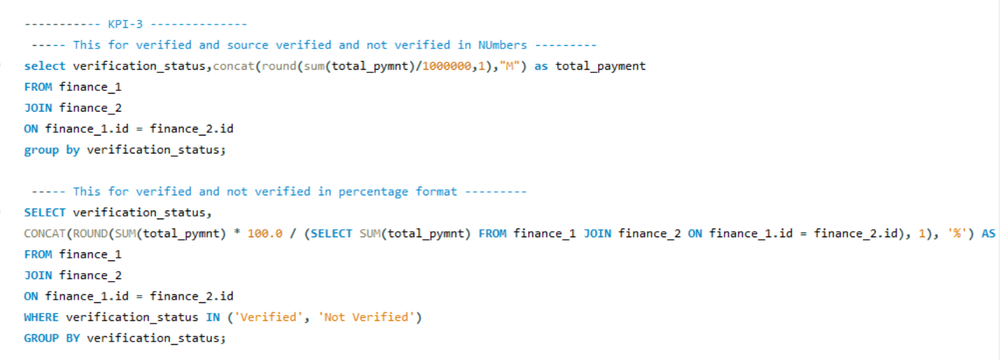 ----------- KPI-3 --------------
----- This for verified and source verified and not verified in NUmbers ---------
select verification_status,concat(round(sum(total_pymnt)/1000000,1),"M") as total_payment
FROM finance_1
JOIN finance_2
ON finance_1.id = finance_2.id
group by verification_status;
----- This for verified and not verified in percentage format ---------
SELECT verification_status,
CONCAT(ROUND(SUM(total_pymnt) * 100.0 / (SELECT SUM(total_pymnt) FROM finance_1 JOIN finance_2 ON finance_1.id = finance_2.id), 1), '%') AS
FROM finance_1
JOIN finance_2
ON finance_1.id = finance_2.id
WHERE verification_status IN ('Verified', 'Not Verified')
GROUP BY verification_status;